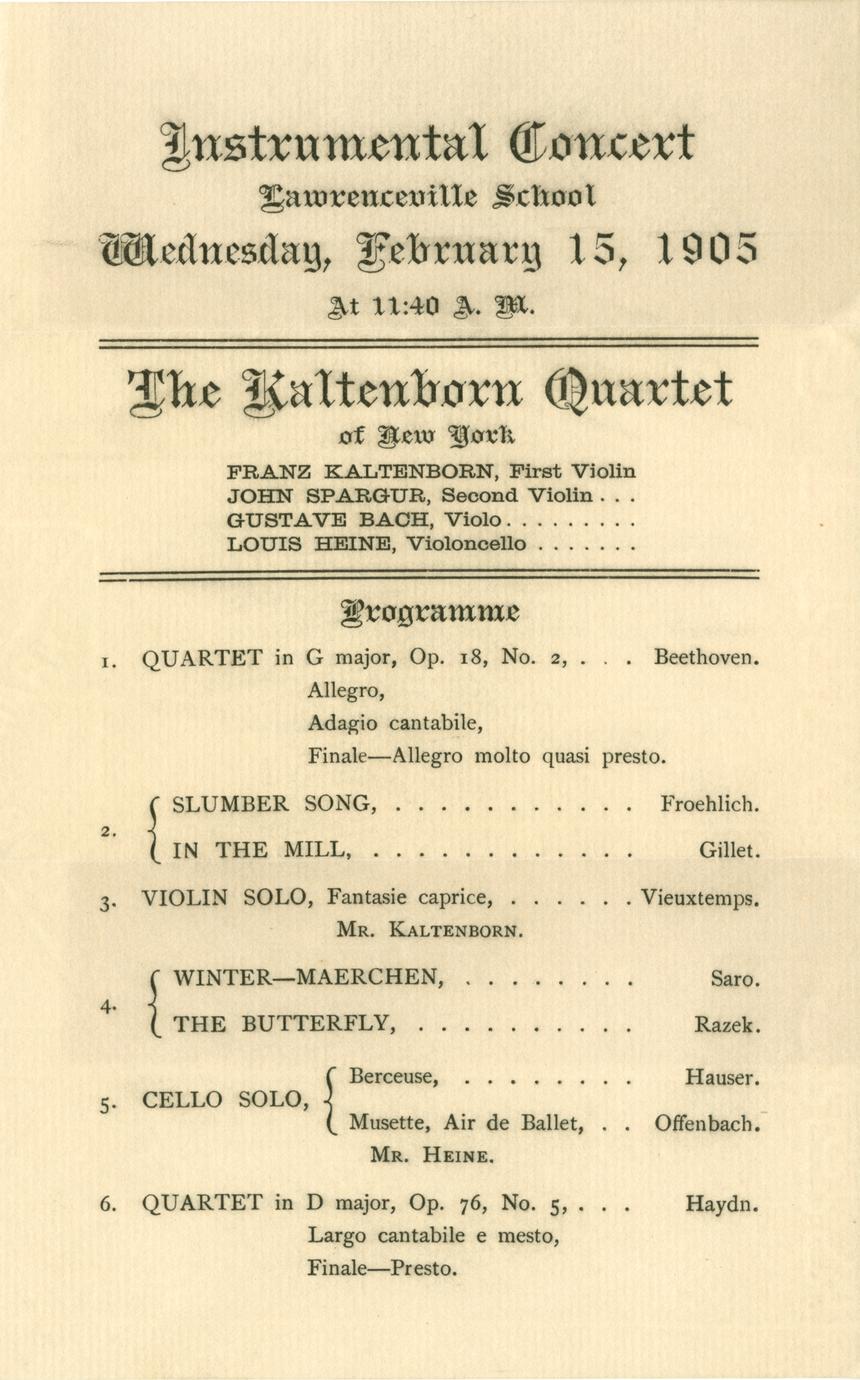 Instrumental Concert
Lawrenceville School
Wednesday, February 15, 1905
At 11:40 A. M.
The Kaltenborn Quartet
of New York
FRANZ KALTENBORN, First Violin
JOHN SPARGUR, Second Violin . . .
GUSTAVE BACH, Violo . . . . . . . . .
LOUIS HEINE, Violoncello . . . . . . .
Programme
1. QUARTET in G major, Op. 18, No. 2, . . . Beethoven.
Allegro,
Adagio cantabile,
Finale—Allegro molto quasi presto.
2. { SLUMBER SONG, . . . . . . . . . . . Froehlich.
IN THE MILL, . . . . . . . . . . . . Gillet.
3. VIOLIN SOLO, Fantasie caprice, . . . . . . Vieuxtemps.
MR. KALTENBORN.
4. { WINTER—MAERCHEN, . . . . . . . . Saro.
THE BUTTERFLY, . . . . . . . . . . Razek.
5. CELLO SOLO, { Berceuse, . . . . . . . . Hauser.
Musette, Air de Ballet, . . Offenbach.
MR. HEINE.
6. QUARTET in D major, Op. 76, No. 5, . . . Haydn.
Largo cantabile e mesto,
Finale—Presto.